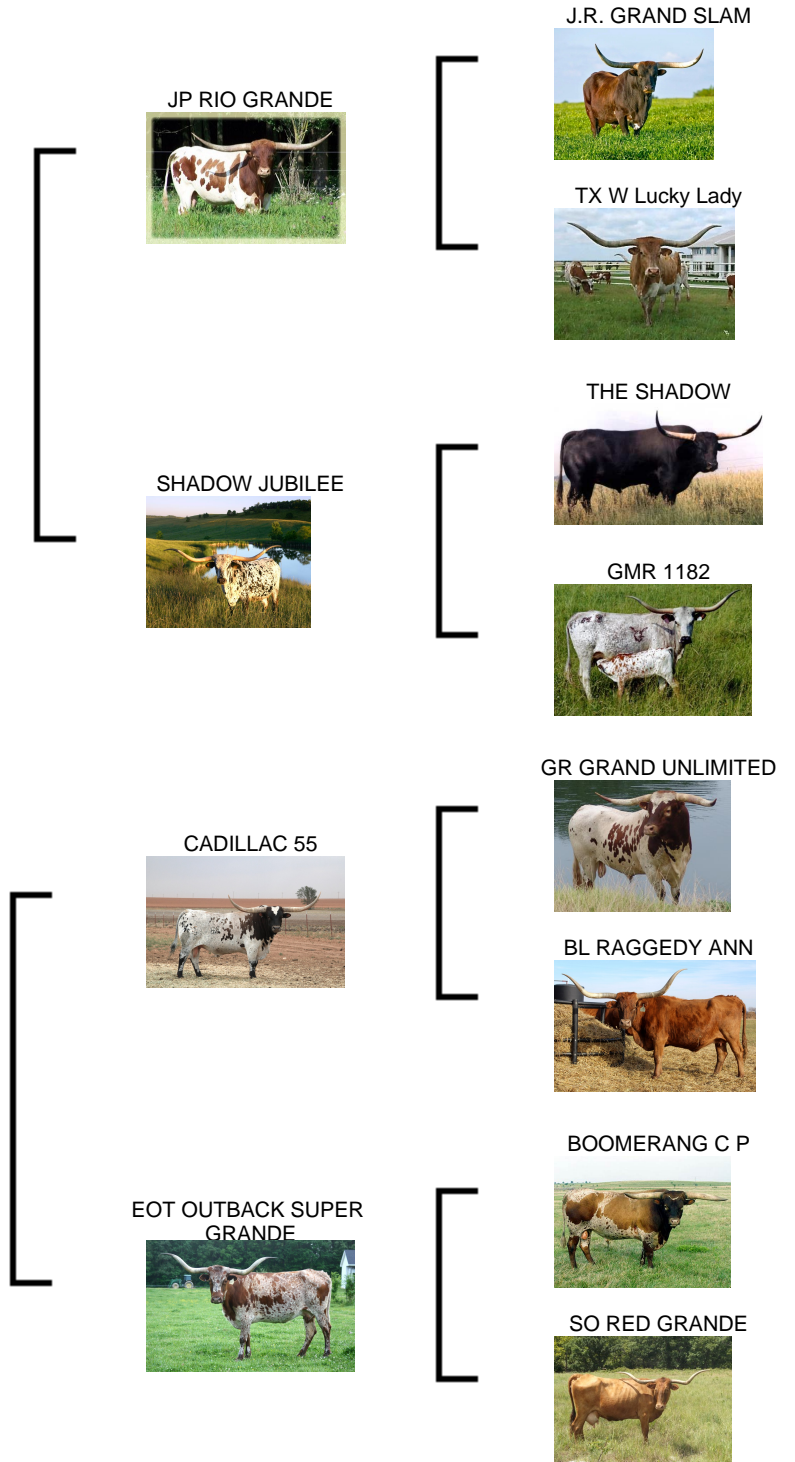 J.R. GRAND SLAM
JP RIO GRANDE
TX W Lucky Lady
THE SHADOW
SHADOW JUBILEE
GMR 1182
GR GRAND UNLIMITED
CADILLAC 55
BL RAGGEDY ANN
BOOMERANG C P
EOT OUTBACK SUPER
GRANDE
SO RED GRANDE